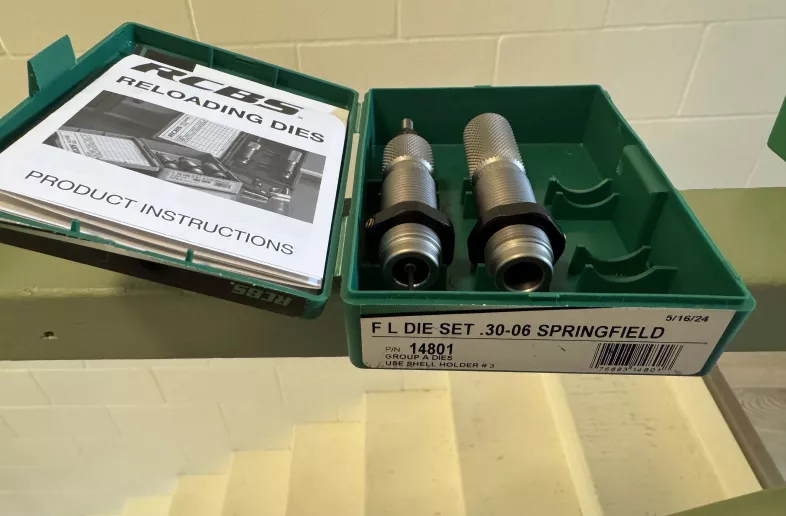 RCBS
RELOADING DIES
PRODUCT INSTRUCTIONS
RCBS
5/16/24
F L DIE SET .30-06 SPRINGFIELD
P/N 14801
GROUP A DIES
USE SHELL HOLDER # 3